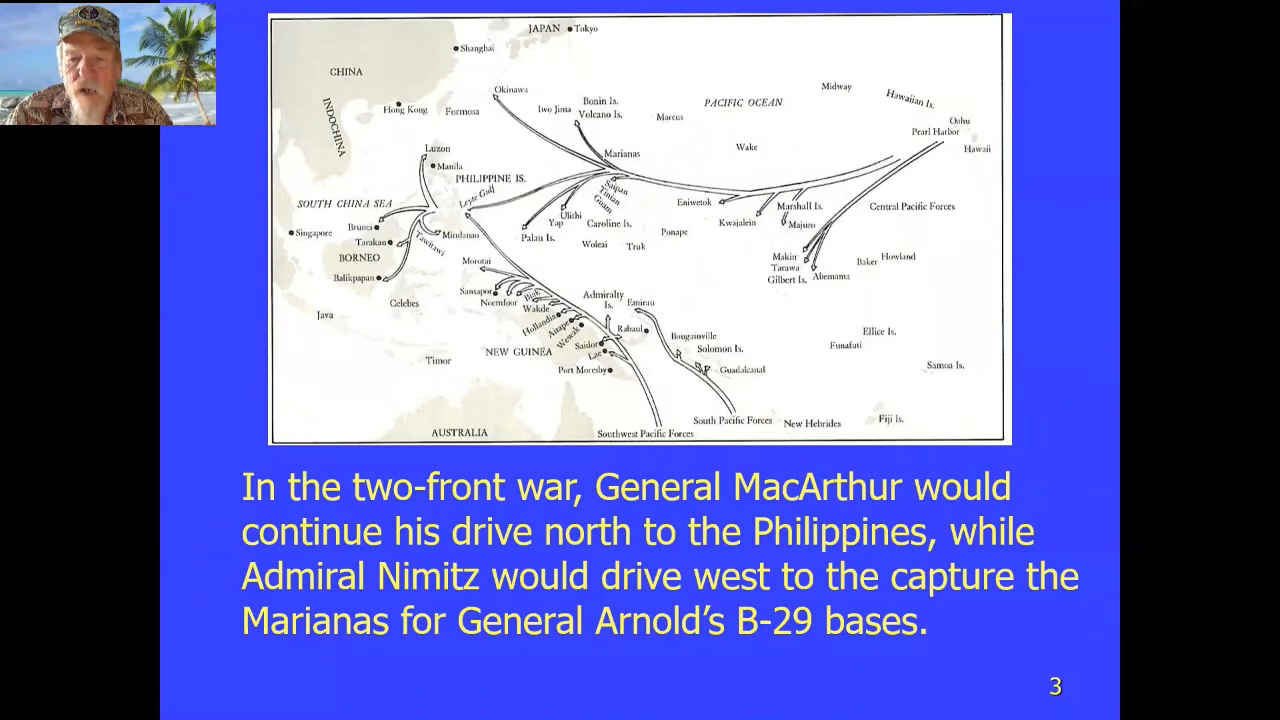 JAPAN
Tokyo
Shanghai
CHINA
Okinawa
Midway
Hawaiian Is.
Bonin Is.
PACIFIC OCEAN
Hong Kong
Formosa
Iwo Jima
Volcano Is.
Marcus
Oahu
INDOCHINA
Pearl Harbor
Luzon
Marianas
Wake
Hawaii
Manila
PHILIPPINE IS.
Saipan
Tinian
Guam
Leyte Gulf
SOUTH CHINA SEA
Eniwetok
Marshall Is.
Central Pacific Forces
Ulithi
Yap
Caroline Is.
Kwajalein
Majuro
Brunei
Singapore
Mindanao
Palau Is.
Ponape
Tarakan
Tawitawi
Woleai
Truk
BORNEO
Morotai
Makin
Baker
Howland
Tarawa
Balikpapan
Gilbert Is.
Abemama
Sansapor
Biak
Admiralty
Is.
Celebes
Noemfoor
Wakde
Emirau
Java
Hollandia
Aitape
Wewak
Rabaul
Ellice Is.
Bougainville
Saidor
Solomon Is.
Funafuti
NEW GUINEA
Lae
Timor
Port Moresby
Guadalcanal
Samoa Is.
South Pacific Forces
New Hebrides
Fiji Is.
AUSTRALIA
Southwest Pacific Forces
In the two-front war, General MacArthur would
continue his drive north to the Philippines, while
Admiral Nimitz would drive west to the capture the
Marianas for General Arnold’s B-29 bases.
3